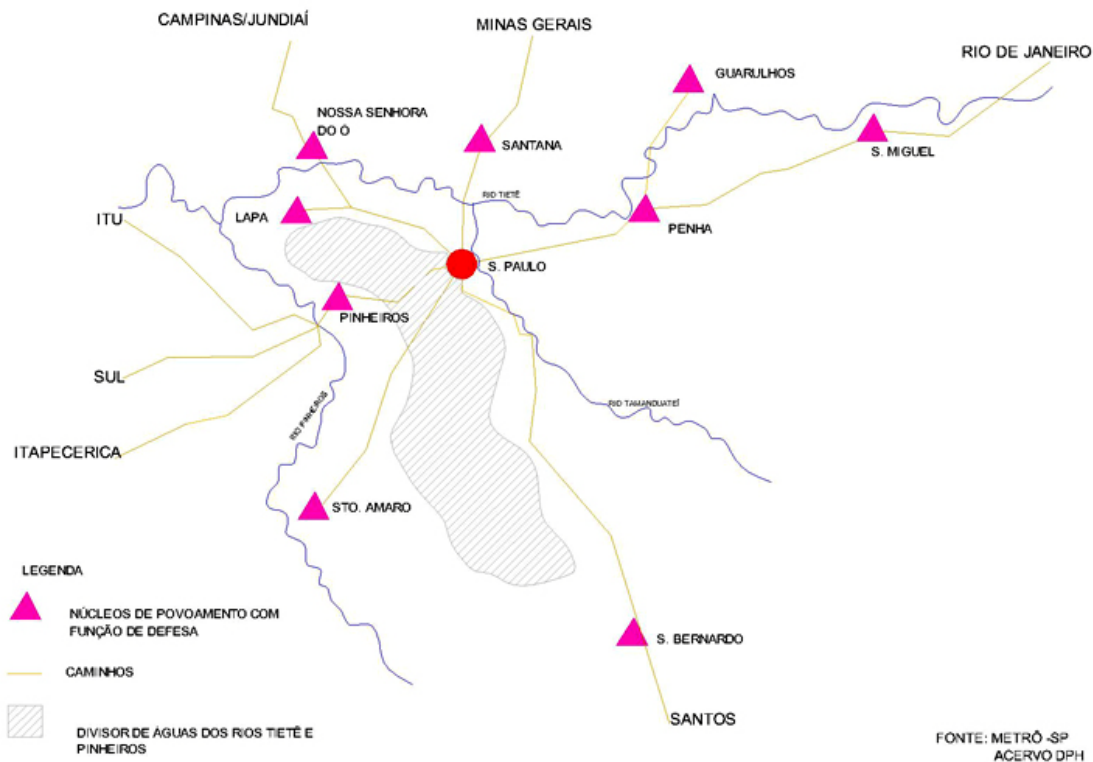 CAMPINAS/JUNDIAÍ
MINAS GERAIS
RIO DE JANEIRO
GUARULHOS
NOSSA SENHORA
DO Ó
SANTANA
S. MIGUEL
RIO TIETÊ
ITU
LAPA
PENHA
S. PAULO
PINHEIROS
SUL
RIO TAMANDUATEÍ
RIO PINHEIROS
ITAPECERICA
STO. AMARO
LEGENDA
NÚCLEOS DE POVOAMENTO COM
FUNÇÃO DE DEFESA
S. BERNARDO
CAMINHOS
SANTOS
DIVISOR DE ÁGUAS DOS RIOS TIETÊ E
PINHEIROS
FONTE: METRÔ -SP
ACERVO DPH